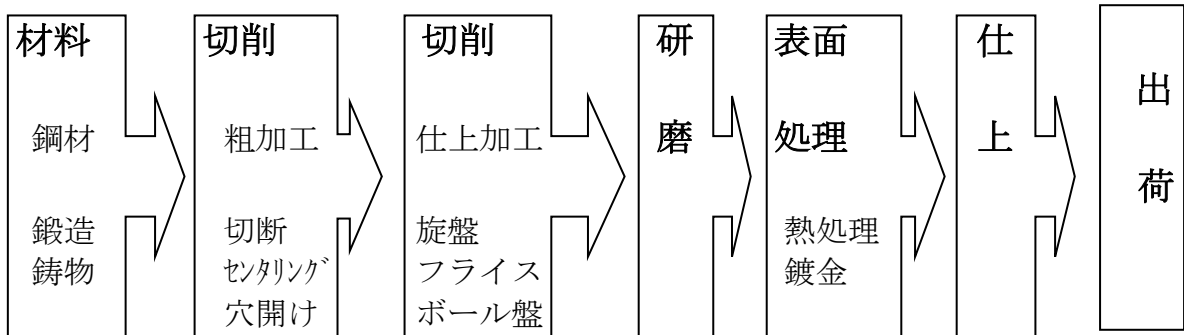 材料
鋼材
鍛造
鋳物
切削
粗加工
切断
ｾﾝﾀﾘﾝｸﾞ
穴開け
切削
仕上加工
旋盤
フライス
ボール盤
研
磨
表面
処理
熱処理
鍍金
仕
上
出
荷